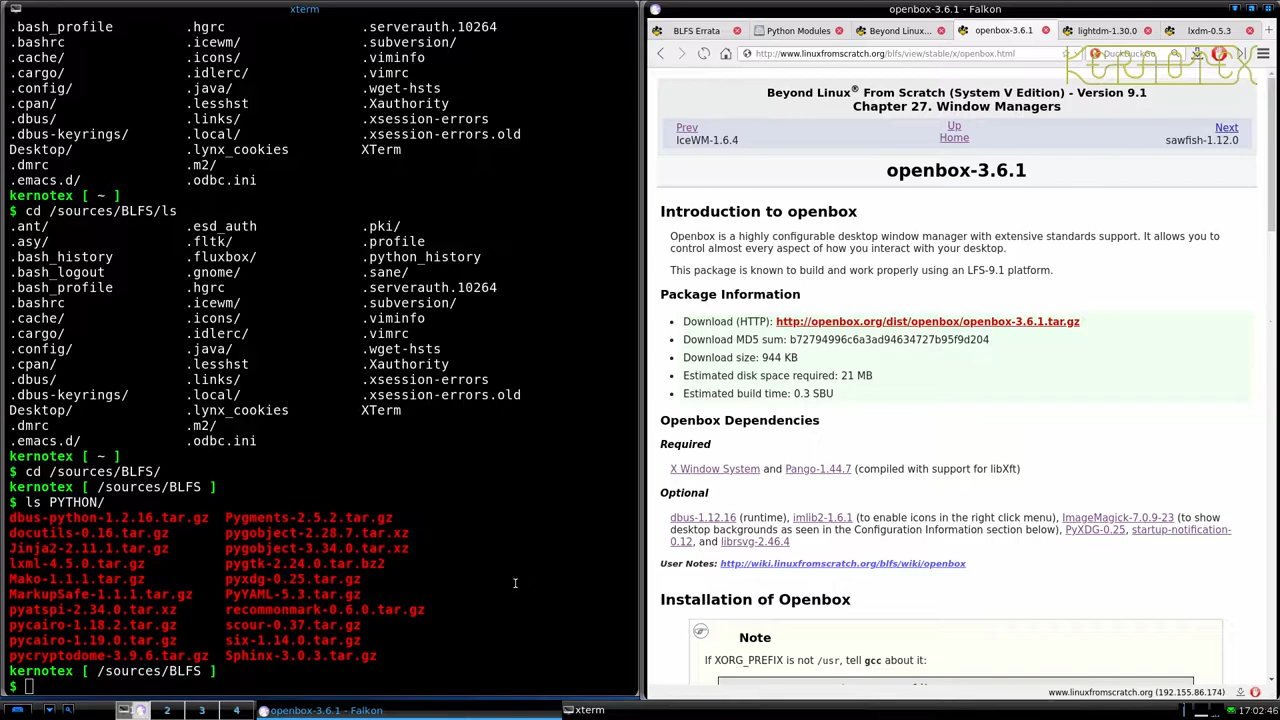 xterm
.bash_profile .hgrc .serverauth.10264
.bashrc .icewm/ .subversion/
.cache/ .icons/ .viminfo
.cargo/ .idlerc/ .vimrc
.config/ .java/ .wget-hsts
.cpan/ .lesshst .Xauthority
.dbus/ .links/ .xsession-errors
.dbus-keyrings/ .local/ .xsession-errors.old
Desktop/ .lynx_cookies XTerm
.dmrc .m2/
.emacs.d/ .odbc.ini
kernotex [ ~ ]
$ cd /sources/BLFS/ls
.ant/ .esd_auth .pki/
.asy/ .fltk/ .profile
.bash_history .fluxbox/ .python_history
.bash_logout .gnome/ .sane/
.bash_profile .hgrc .serverauth.10264
.bashrc .icewm/ .subversion/
.cache/ .icons/ .viminfo
.cargo/ .idlerc/ .vimrc
.config/ .java/ .wget-hsts
.cpan/ .lesshst .Xauthority
.dbus/ .links/ .xsession-errors
.dbus-keyrings/ .local/ .xsession-errors.old
Desktop/ .lynx_cookies XTerm
.dmrc .m2/
.emacs.d/ .odbc.ini
kernotex [ ~ ]
$ cd /sources/BLFS/
kernotex [ /sources/BLFS ]
$ ls PYTHON/
dbus-python-1.2.16.tar.gz Pygments-2.5.2.tar.gz
docutils-0.16.tar.gz pygobject-2.28.7.tar.xz
Jinja2-2.11.1.tar.gz pygobject-3.34.0.tar.xz
lxml-4.5.0.tar.gz pygtk-2.24.0.tar.bz2
Mako-1.1.1.tar.gz pyxdg-0.25.tar.gz
MarkupSafe-1.1.1.tar.gz PyYAML-5.3.tar.gz
pyatspi-2.34.0.tar.xz recommonmark-0.6.0.tar.gz
pycairo-1.18.2.tar.gz scour-0.37.tar.gz
pycairo-1.19.0.tar.gz six-1.14.0.tar.gz
pycryptodome-3.9.6.tar.gz Sphinx-3.0.3.tar.gz
kernotex [ /sources/BLFS ]
$
openbox-3.6.1 - Falkon
BLFS Errata Python Modules Beyond Linux... openbox-3.6.1 lightdm-1.30.0 lxdm-0.5.3
http://www.linuxfromscratch.org/blfs/view/stable/x/openbox.html DuckDuckGo
KERNOTEX
Beyond Linux® From Scratch (System V Edition) - Version 9.1
Chapter 27. Window Managers
Prev Up Next
IceWM-1.6.4 Home sawfish-1.12.0
openbox-3.6.1
Introduction to openbox
Openbox is a highly configurable desktop window manager with extensive standards support. It allows you to
control almost every aspect of how you interact with your desktop.
This package is known to build and work properly using an LFS-9.1 platform.
Package Information
• Download (HTTP): http://openbox.org/dist/openbox/openbox-3.6.1.tar.gz
• Download MD5 sum: b72794996c6a3ad94634727b95f9d204
• Download size: 944 KB
• Estimated disk space required: 21 MB
• Estimated build time: 0.3 SBU
Openbox Dependencies
Required
X Window System and Pango-1.44.7 (compiled with support for libXft)
Optional
dbus-1.12.16 (runtime), imlib2-1.6.1 (to enable icons in the right click menu), ImageMagick-7.0.9-23 (to show
desktop backgrounds as seen in the Configuration Information section below), PyXDG-0.25, startup-notification-
0.12, and librsvg-2.46.4
User Notes: http://wiki.linuxfromscratch.org/blfs/wiki/openbox
Installation of Openbox
Note
If XORG_PREFIX is not /usr, tell gcc about it:
www.linuxfromscratch.org (192.155.86.174)
1 2 3 4 openbox-3.6.1 - Falkon xterm 17:02:46